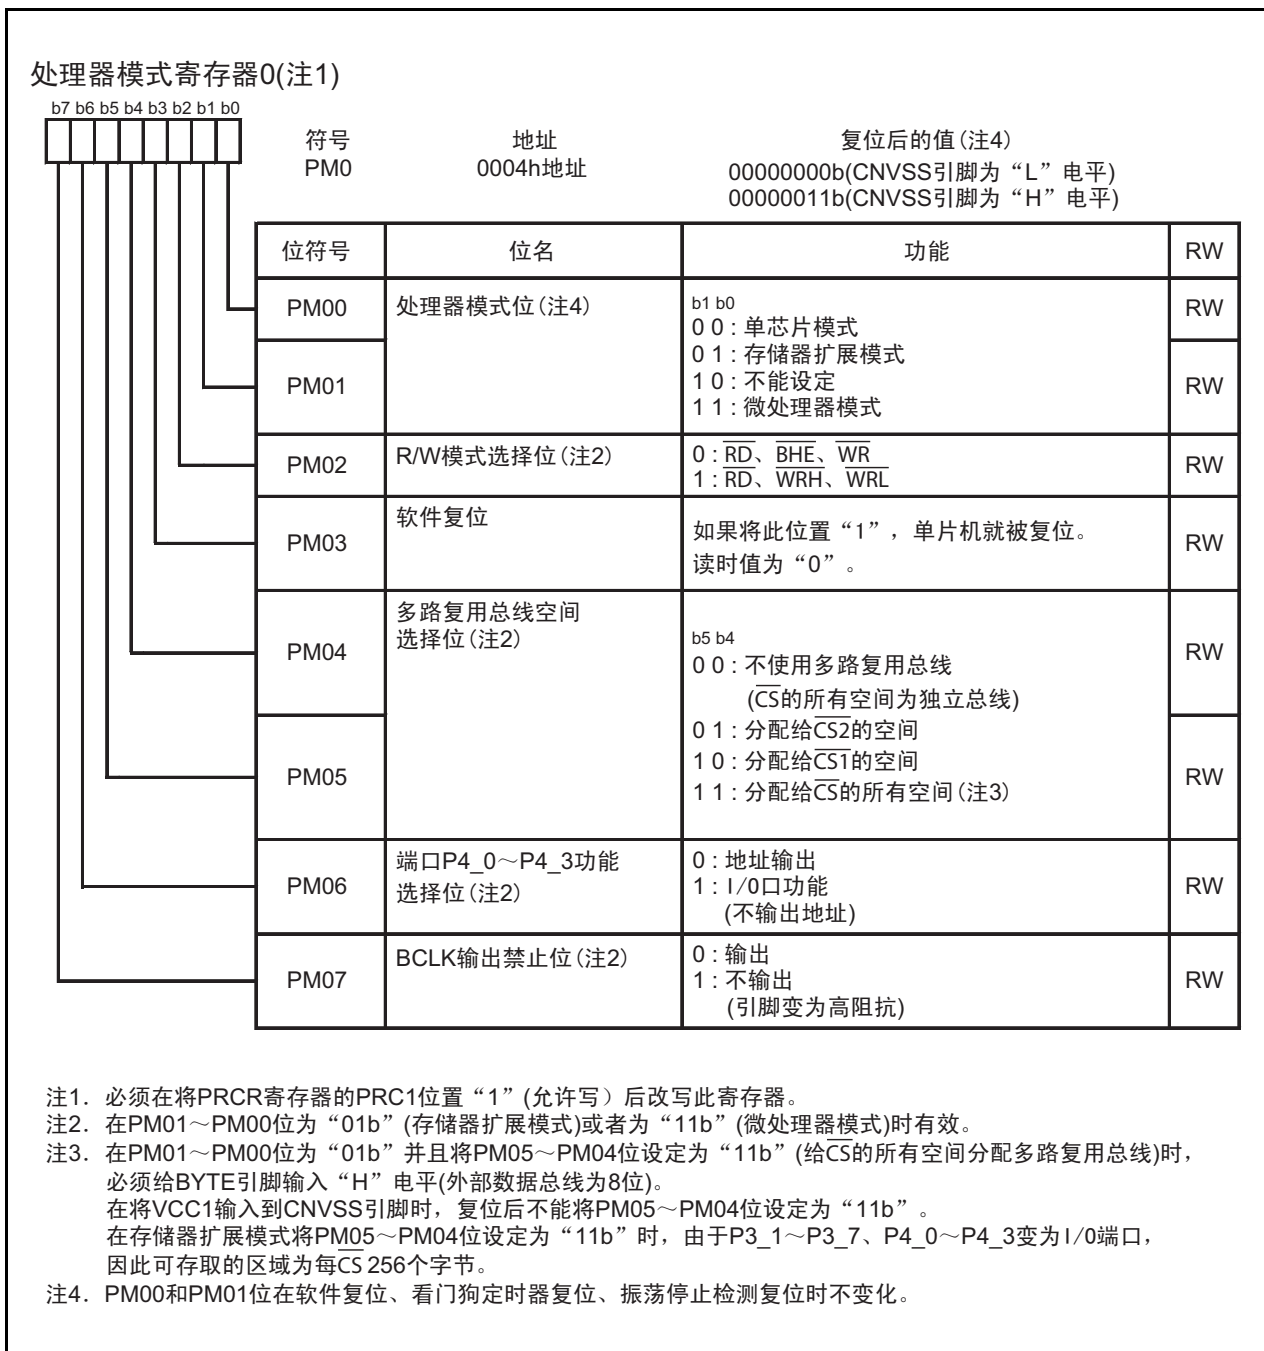 处理器模式寄存器0(注1)
b7 b6 b5 b4 b3 b2 b1 b0
符号 地址 复位后的值(注4)
PM0 0004h地址 00000000b(CNVSS引脚为“L”电平)
00000011b(CNVSS引脚为“H”电平)
位符号 位名 功能 RW
PM00 处理器模式位(注4) b1 b0 RW
0 0 : 单芯片模式
0 1 : 存储器扩展模式
PM01 1 0 : 不能设定 RW
1 1 : 微处理器模式
PM02 R/W模式选择位(注2) 0 : R̅D̅、B̅H̅E̅、W̅R̅ RW
1 : R̅D̅、W̅R̅H̅、W̅R̅L̅
PM03 软件复位 如果将此位置“1”，单片机就被复位。 RW
读时值为“0”。
多路复用总线空间
PM04 选择位(注2) b5 b4 RW
0 0 : 不使用多路复用总线
(C̅S̅的所有空间为独立总线)
0 1 : 分配给C̅S̅2̅的空间
PM05 1 0 : 分配给C̅S̅1̅的空间 RW
1 1 : 分配给C̅S̅的所有空间(注3)
端口P4_0～P4_3功能 0 : 地址输出
PM06 选择位(注2) 1 : I/0口功能 RW
(不输出地址)
BCLK输出禁止位(注2) 0 : 输出
PM07 1 : 不输出 RW
(引脚变为高阻抗)
注1. 必须在将PRCR寄存器的PRC1位置“1”(允许写）后改写此寄存器。
注2. 在PM01～PM00位为“01b”(存储器扩展模式)或者为“11b”(微处理器模式)时有效。
注3. 在PM01～PM00位为“01b”并且将PM05～PM04位设定为“11b”(给C̅S̅的所有空间分配多路复用总线)时，
必须给BYTE引脚输入“H”电平(外部数据总线为8位)。
在将VCC1输入到CNVSS引脚时，复位后不能将PM05～PM04位设定为“11b”。
在存储器扩展模式将PM05～PM04位设定为“11b”时，由于P3_1～P3_7、P4_0～P4_3变为I/0端口，
因此可存取的区域为每C̅S̅ 256个字节。
注4. PM00和PM01位在软件复位、看门狗定时器复位、振荡停止检测复位时不变化。